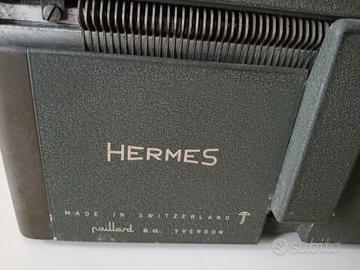 HERMES
MADE IN SWITZERLAND
paillard s.a. YVERDON
subito